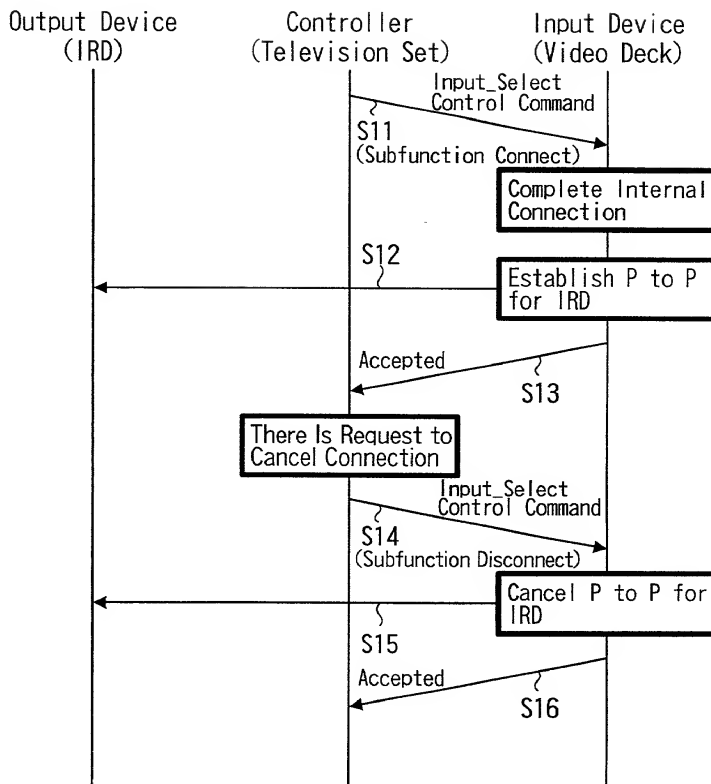 Output Device
(IRD)
Controller
(Television Set)
Input Device
(Video Deck)
Input_Select
Control Command
S11
(Subfunction Connect)
Complete Internal
Connection
S12
Establish P to P
for IRD
Accepted
S13
There Is Request to
Cancel Connection
Input_Select
Control Command
S14
(Subfunction Disconnect)
Cancel P to P for
IRD
S15
Accepted
S16